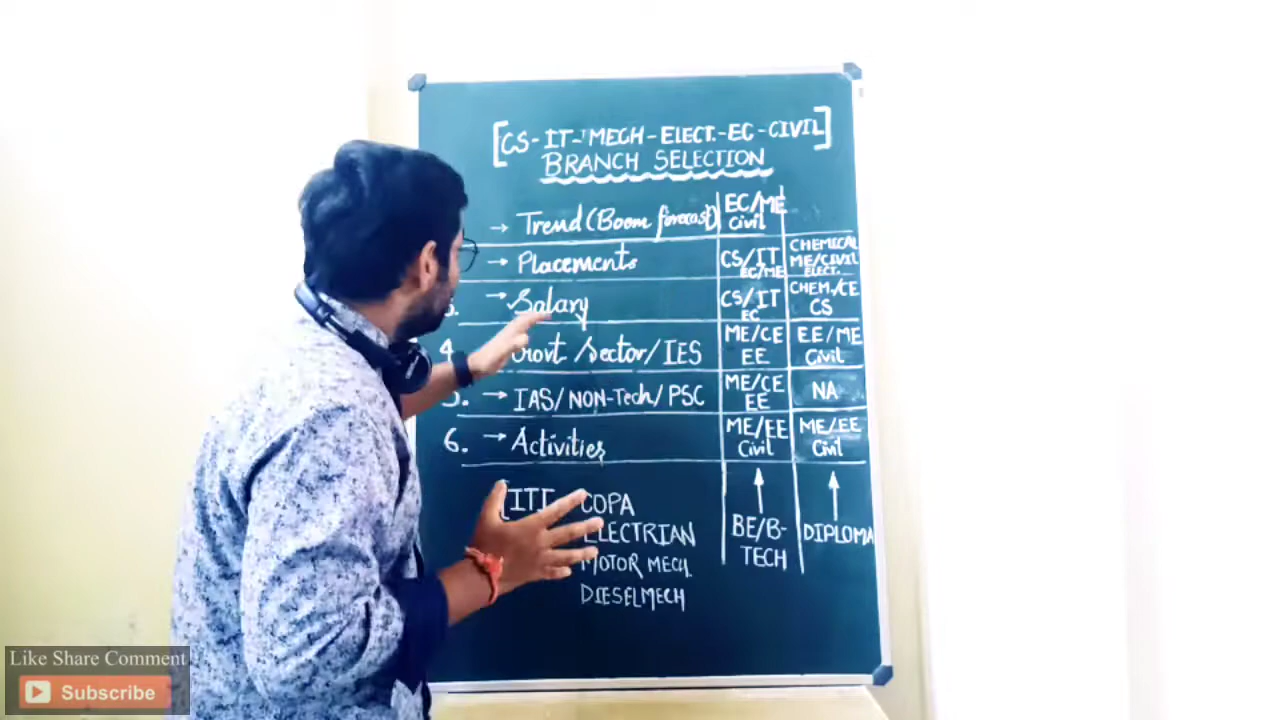 [CS-IT-MECH-ELECT.-EC-CIVIL]
BRANCH SELECTION
→ Trend (Boom forecast) EC/ME Civil
→ Placements CS/IT EC/ME CHEMICAL ME/CIVIL ELECT.
3. → Salary CS/IT EC CHEM./CE CS
4. Govt /Sector/IES ME/CE EE EE/ME Civil
5. → IAS/NON-Tech/PSC ME/CE EE NA
6. → Activities ME/EE Civil ME/EE Civil
[ITI COPA
ELECTRIAN
MOTOR MECH.
DIESELMECH
BE/B-TECH
DIPLOMA
Like Share Comment
Subscribe